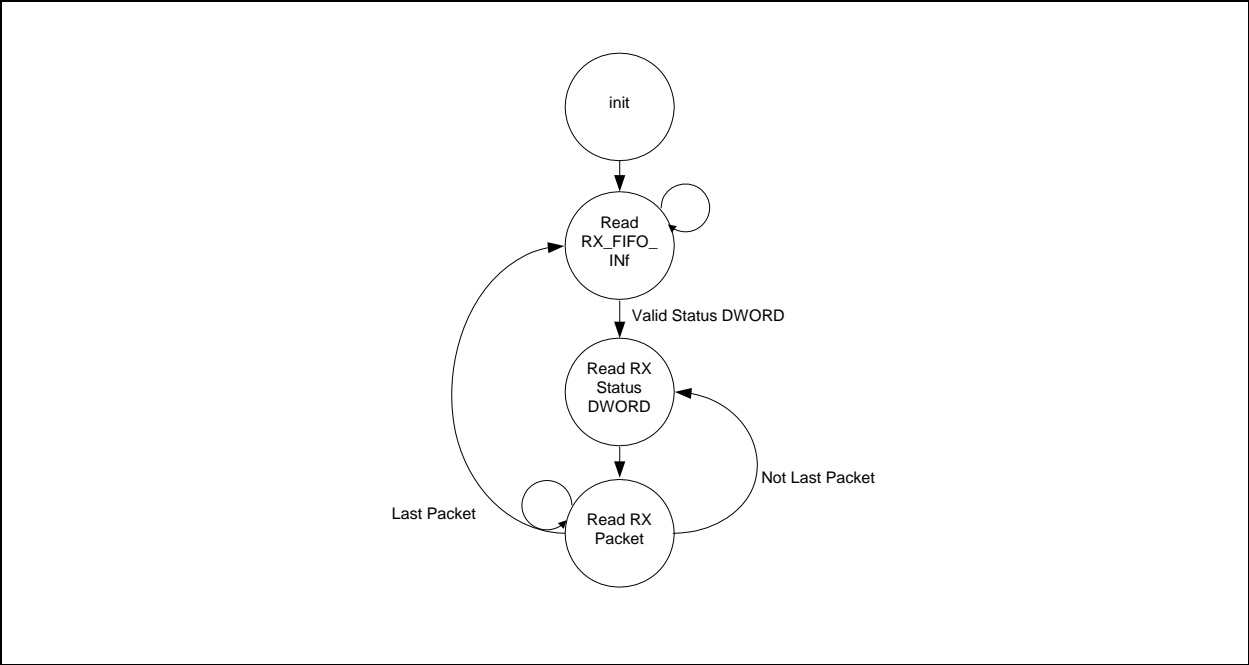 init
Read
RX_FIFO_
INf
Valid Status DWORD
Read RX
Status
DWORD
Not Last Packet
Last Packet
Read RX
Packet